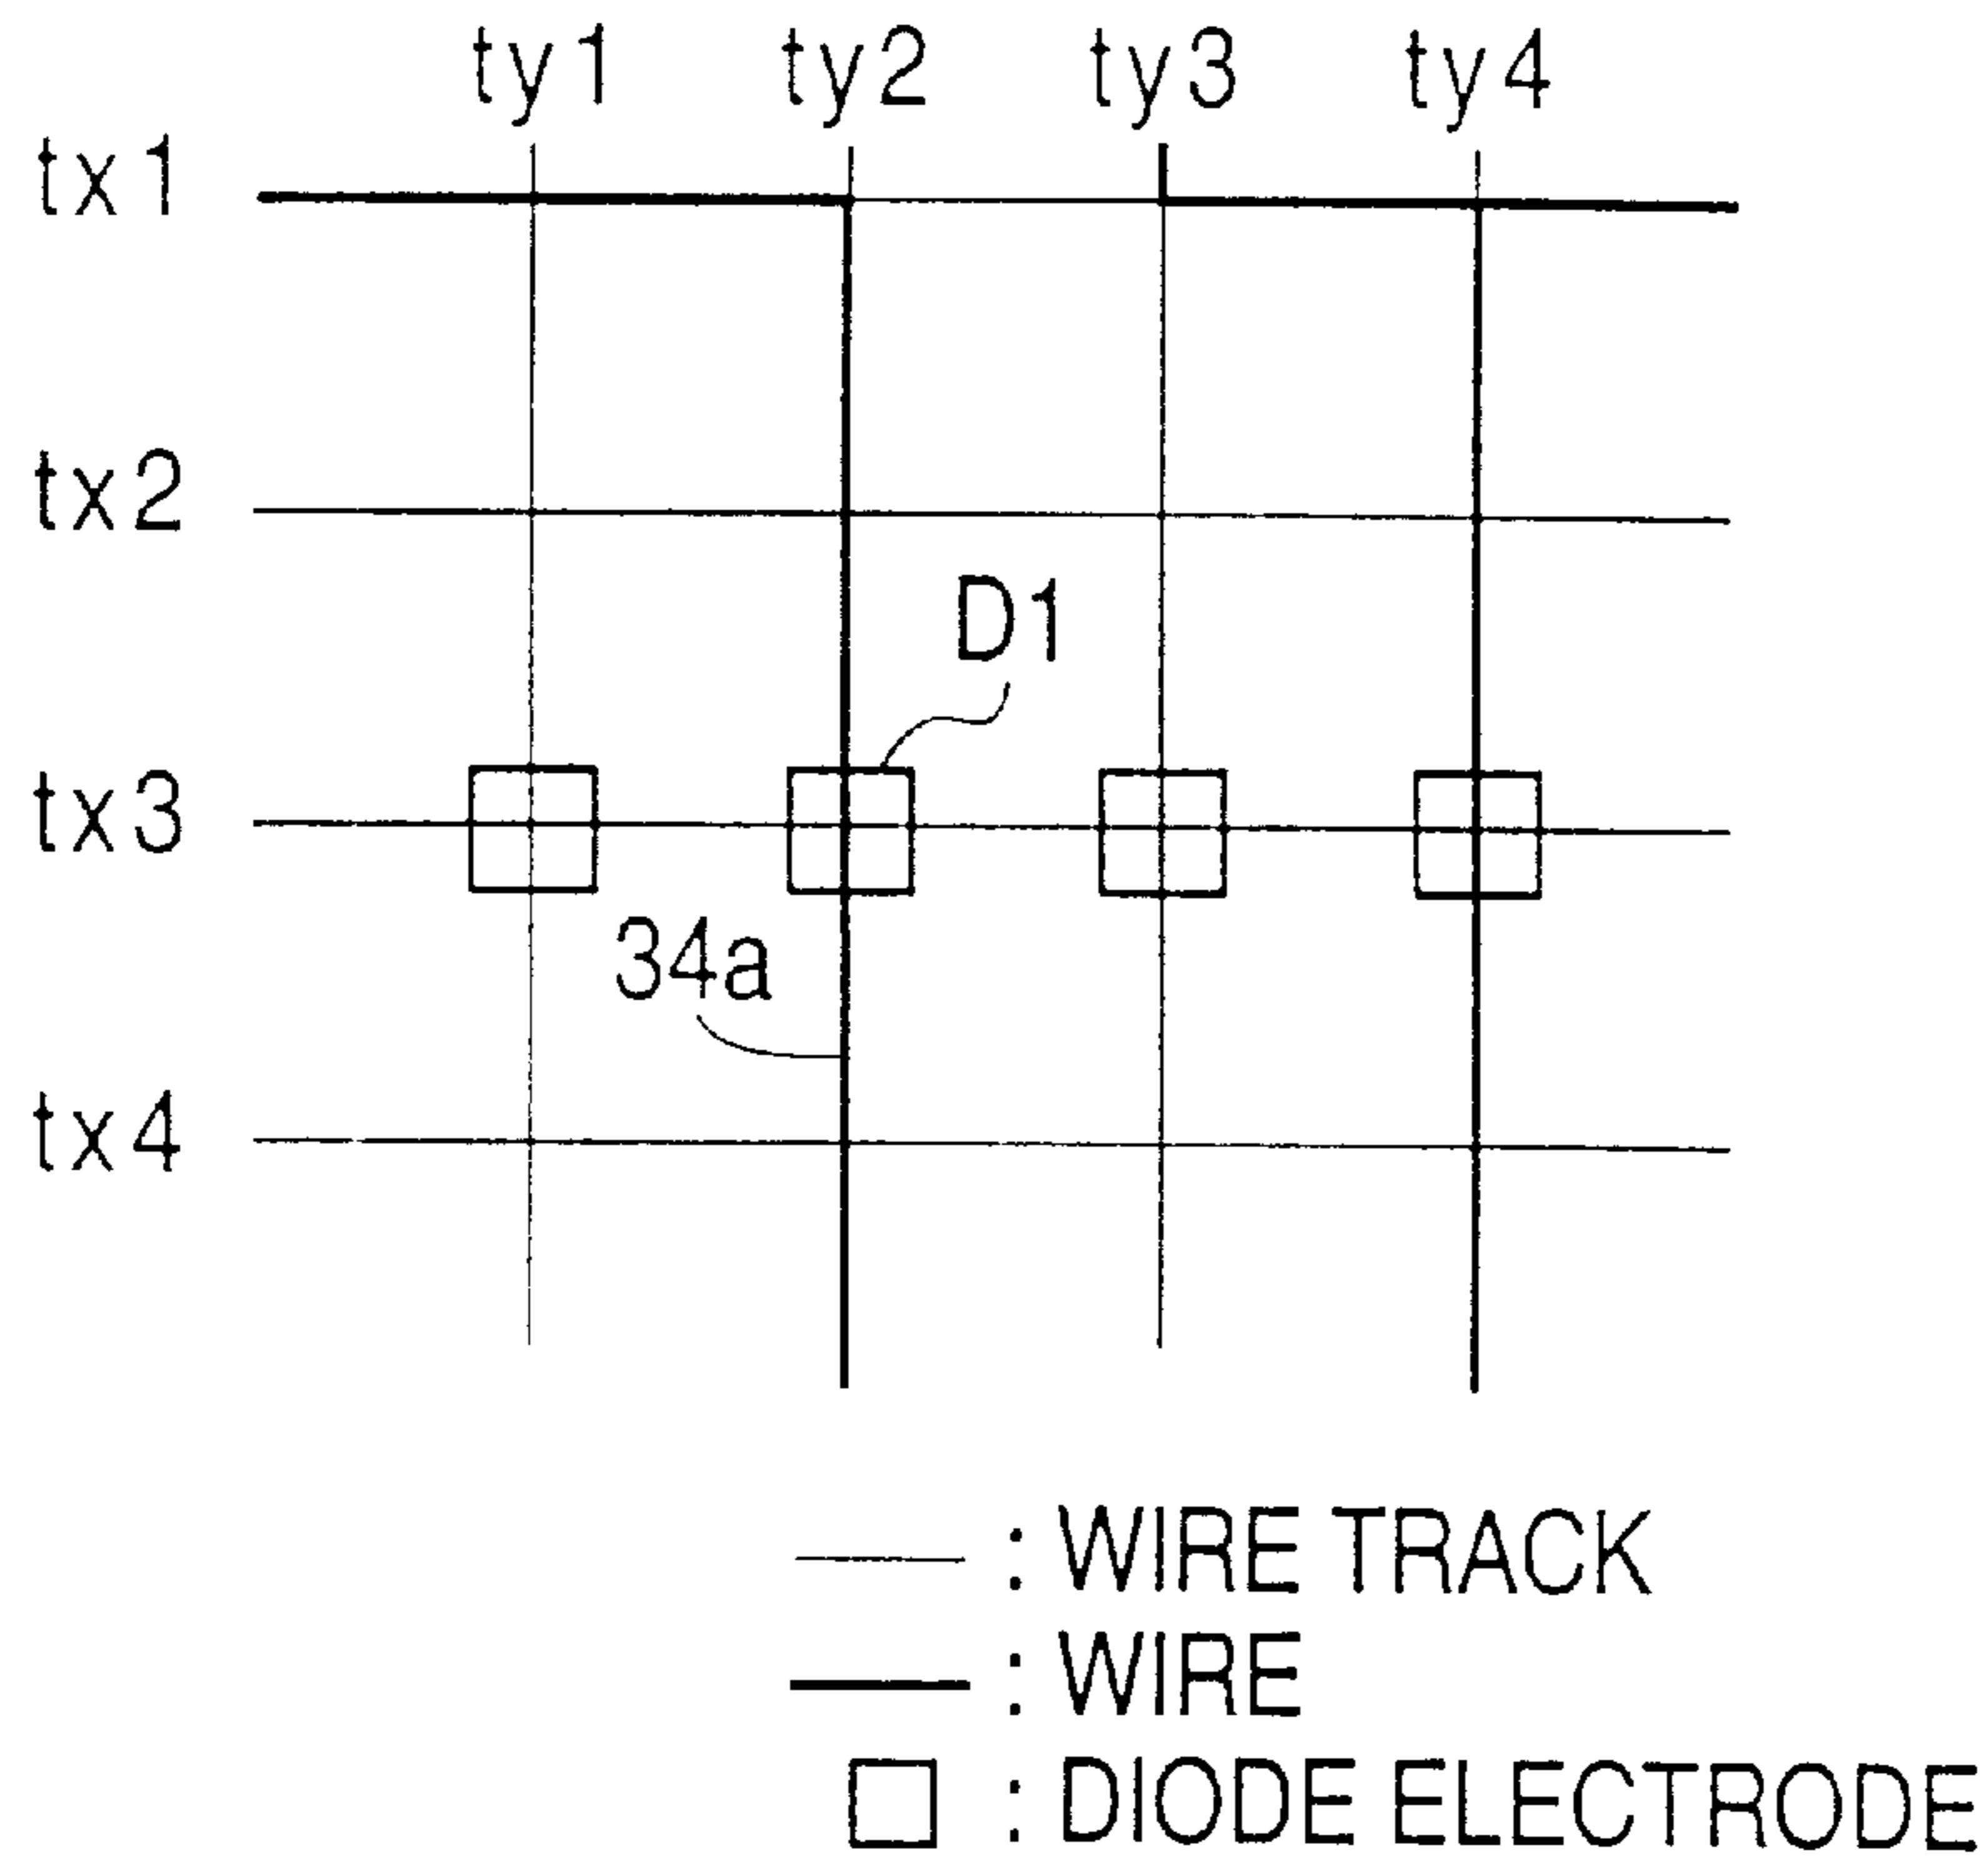 ty1 ty2 ty3 ty4
tx1
tx2
D1
tx3
34a
tx4
: WIRE TRACK
: WIRE
: DIODE ELECTRODE